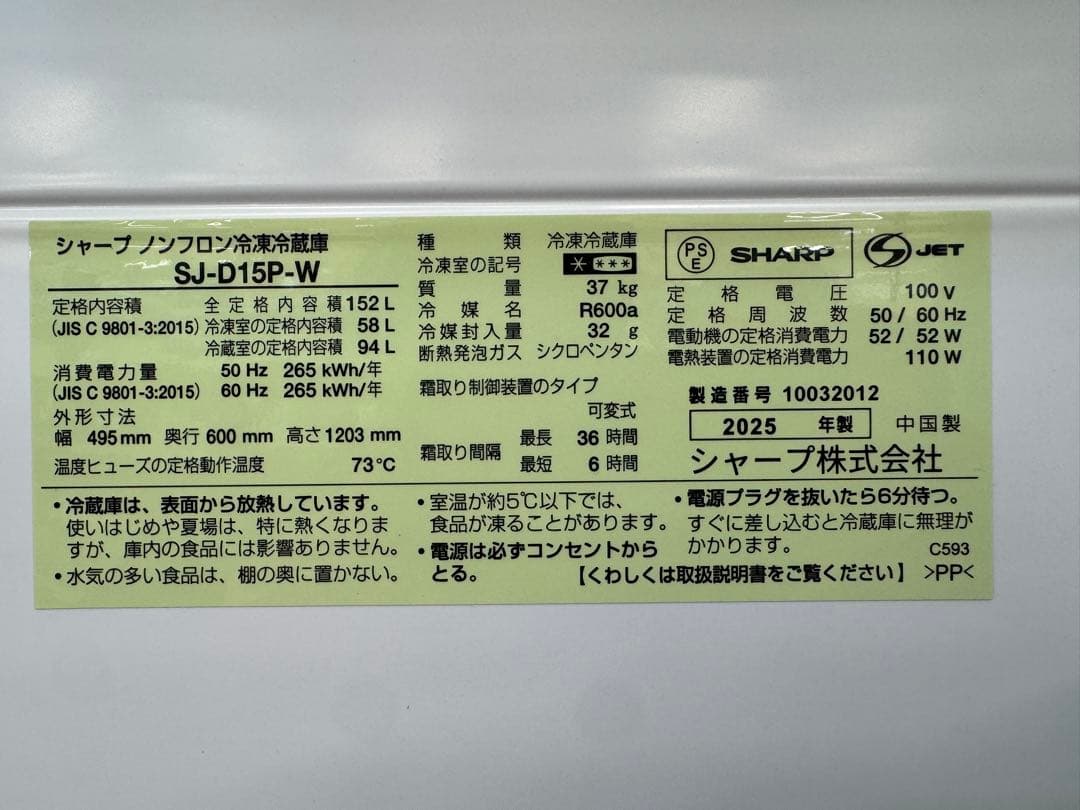 シャープ ノンフロン冷凍冷蔵庫
SJ-D15P-W
定格内容積 全定格内容積 152 L
(JIS C 9801-3:2015) 冷凍室の定格内容積 58 L
冷蔵室の定格内容積 94 L
消費電力量 50 Hz 265 kWh/年
(JIS C 9801-3:2015) 60 Hz 265 kWh/年
外形寸法
幅 495 mm 奥行 600 mm 高さ 1203 mm
温度ヒューズの定格動作温度 73℃
種類 冷凍冷蔵庫
冷凍室の記号 * ***
質量 37 kg
冷媒名 R600a
冷媒封入量 32 g
断熱発泡ガス シクロペンタン
霜取り制御装置のタイプ
可変式
霜取り間隔 最長 36 時間
最短 6 時間
PSE SHARP JET
定格電圧 100 V
定格周波数 50 / 60 Hz
電動機の定格消費電力 52 / 52 W
電熱装置の定格消費電力 110 W
製造番号 10032012
2025 年製 中国製
シャープ株式会社
・冷蔵庫は、表面から放熱しています。
使いはじめや夏場は、特に熱くなりま
すが、庫内の食品には影響ありません。
・水気の多い食品は、棚の奥に置かない。
・室温が約5℃以下では、
食品が凍ることがあります。
・電源は必ずコンセントから
とる。
・電源プラグを抜いたら6分待つ。
すぐに差し込むと冷蔵庫に無理が
かかります。 C593
【くわしくは取扱説明書をご覧ください】 >PP<